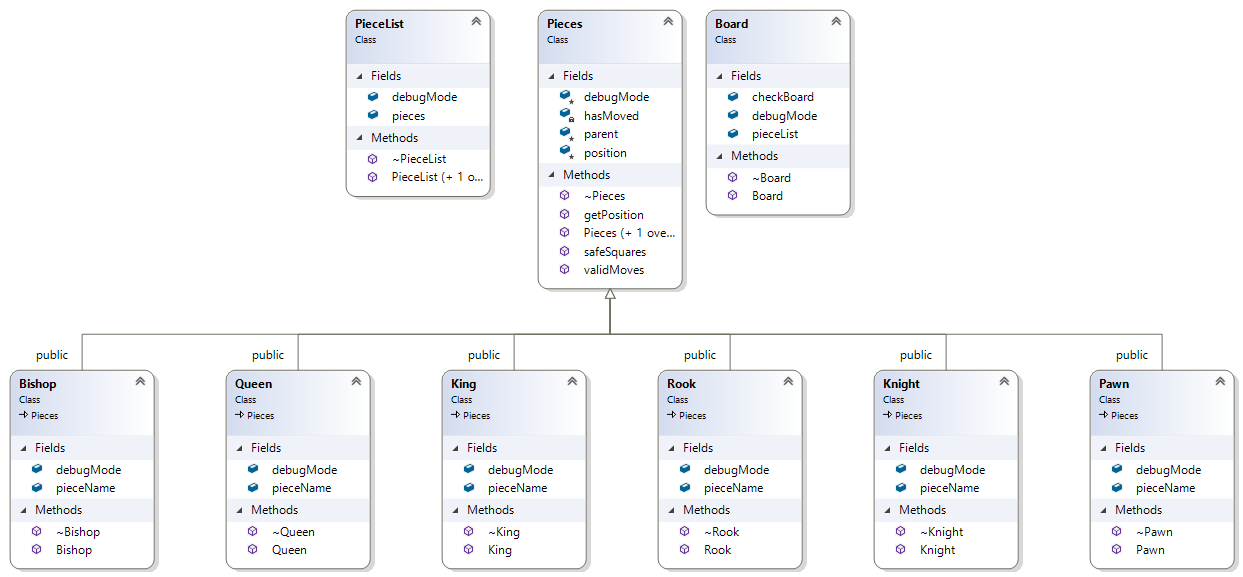 PieceList
Class
Fields
debugMode
pieces
Methods
~PieceList
PieceList (+ 1 o...
Pieces
Class
Fields
debugMode
hasMoved
parent
position
Methods
~Pieces
getPosition
Pieces (+ 1 ove...
safeSquares
validMoves
Board
Class
Fields
checkBoard
debugMode
pieceList
Methods
~Board
Board
public
public
public
public
public
public
Bishop
Class
Pieces
Fields
debugMode
pieceName
Methods
~Bishop
Bishop
Queen
Class
Pieces
Fields
debugMode
pieceName
Methods
~Queen
Queen
King
Class
Pieces
Fields
debugMode
pieceName
Methods
~King
King
Rook
Class
Pieces
Fields
debugMode
pieceName
Methods
~Rook
Rook
Knight
Class
Pieces
Fields
debugMode
pieceName
Methods
~Knight
Knight
Pawn
Class
Pieces
Fields
debugMode
pieceName
Methods
~Pawn
Pawn